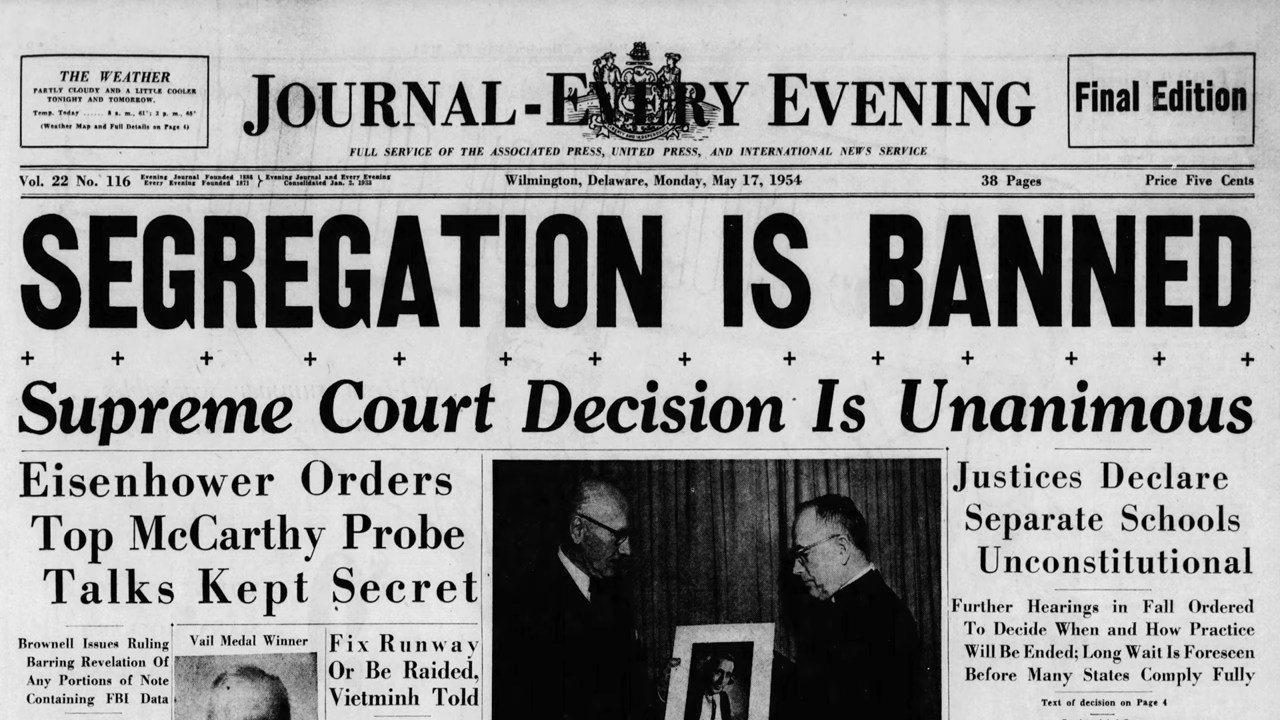 THE WEATHER
PARTLY CLOUDY AND A LITTLE COOLER
TONIGHT AND TOMORROW.
Temp. Today ...... 8 a. m., 61°; 3 p. m., 68°
(Weather Map and Full Details on Page 4)
JOURNAL-EVERY EVENING
Final Edition
FULL SERVICE OF THE ASSOCIATED PRESS, UNITED PRESS, AND INTERNATIONAL NEWS SERVICE
Vol. 22 No. 116
Evening Journal Founded 1888
Every Evening Founded 1871
Evening Journal and Every Evening
Consolidated Jan. 2, 1933
Wilmington, Delaware, Monday, May 17, 1954
38 Pages
Price Five Cents
SEGREGATION IS BANNED
Supreme Court Decision Is Unanimous
Eisenhower Orders
Top McCarthy Probe
Talks Kept Secret
Brownell Issues Ruling
Barring Revelation Of
Any Portions of Note
Containing FBI Data
Vail Medal Winner
Fix Runway
Or Be Raided,
Vietminh Told
Justices Declare
Separate Schools
Unconstitutional
Further Hearings in Fall Ordered
To Decide When and How Practice
Will Be Ended; Long Wait Is Foreseen
Before Many States Comply Fully
Text of decision on Page 4